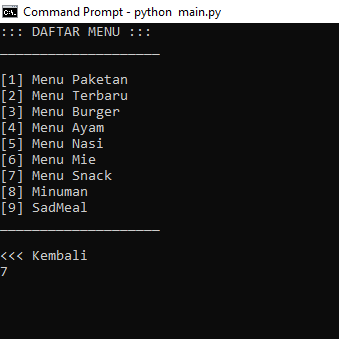 Command Prompt - python  main.py
::: DAFTAR MENU :::
____________________
[1] Menu Paketan
[2] Menu Terbaru
[3] Menu Burger
[4] Menu Ayam
[5] Menu Nasi
[6] Menu Mie
[7] Menu Snack
[8] Minuman
[9] SadMeal
____________________
<<< Kembali
7